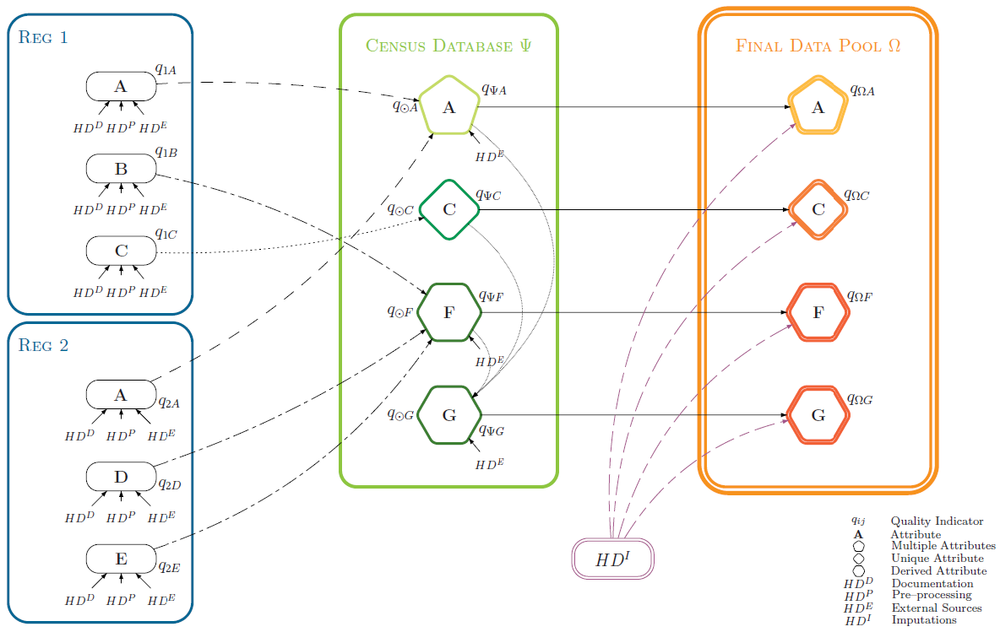 REG 1
q1A
A
HD^D HD^P HD^E
q1B
B
HD^D HD^P HD^E
q1C
C
HD^D HD^P HD^E
REG 2
A
q2A
HD^D HD^P HD^E
D
q2D
HD^D HD^P HD^E
E
q2E
HD^D HD^P HD^E
CENSUS DATABASE Ψ
qΨA
q⊙A
A
HD^E
qΨC
q⊙C
C
qΨF
q⊙F
F
HD^E
q⊙G
G
qΨG
HD^E
FINAL DATA POOL Ω
qΩA
A
qΩC
C
qΩF
F
qΩG
G
HD^I
qij Quality Indicator
A Attribute
Multiple Attributes
Unique Attribute
Derived Attribute
HD^D Documentation
HD^P Pre–processing
HD^E External Sources
HD^I Imputations